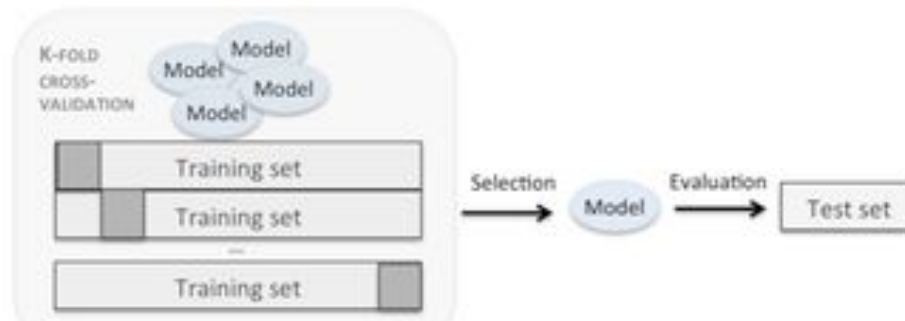 K-FOLD
CROSS-
VALIDATION
Model
Model
Model
Model
Training set
Training set
...
Training set
Selection
Model
Evaluation
Test set